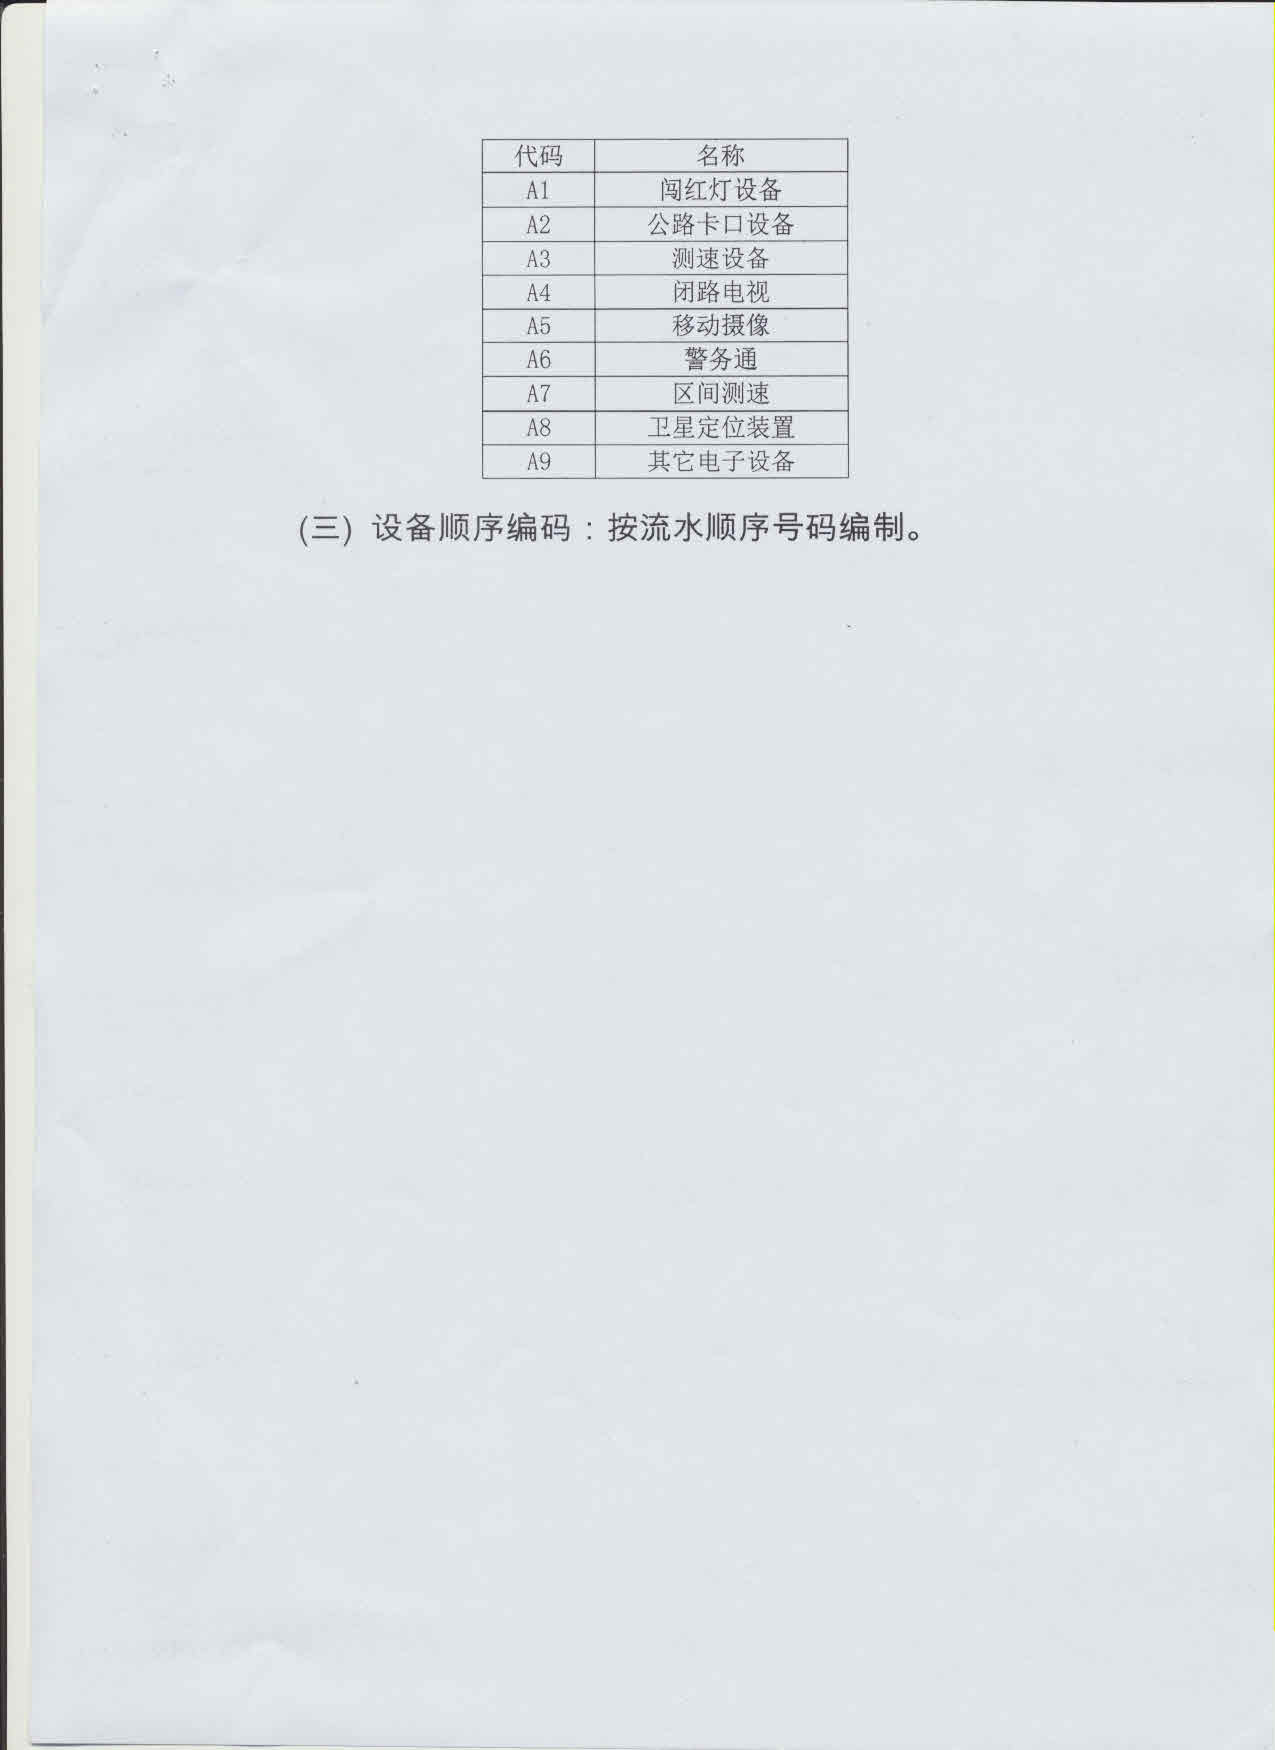 代码 名称
A1 闯红灯设备
A2 公路卡口设备
A3 测速设备
A4 闭路电视
A5 移动摄像
A6 警务通
A7 区间测速
A8 卫星定位装置
A9 其它电子设备
(三) 设备顺序编码：按流水顺序号码编制。